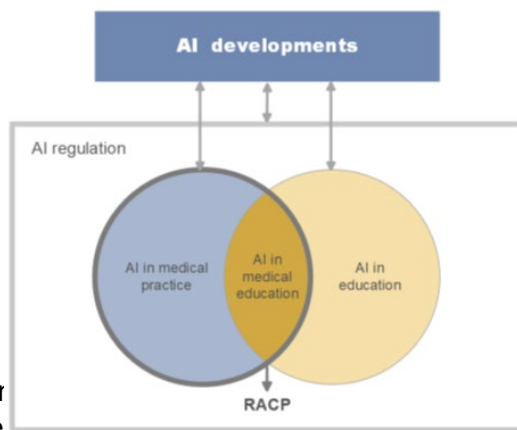 AI developments
AI regulation
AI in medical
practice
AI in
medical
education
AI in
education
RACP